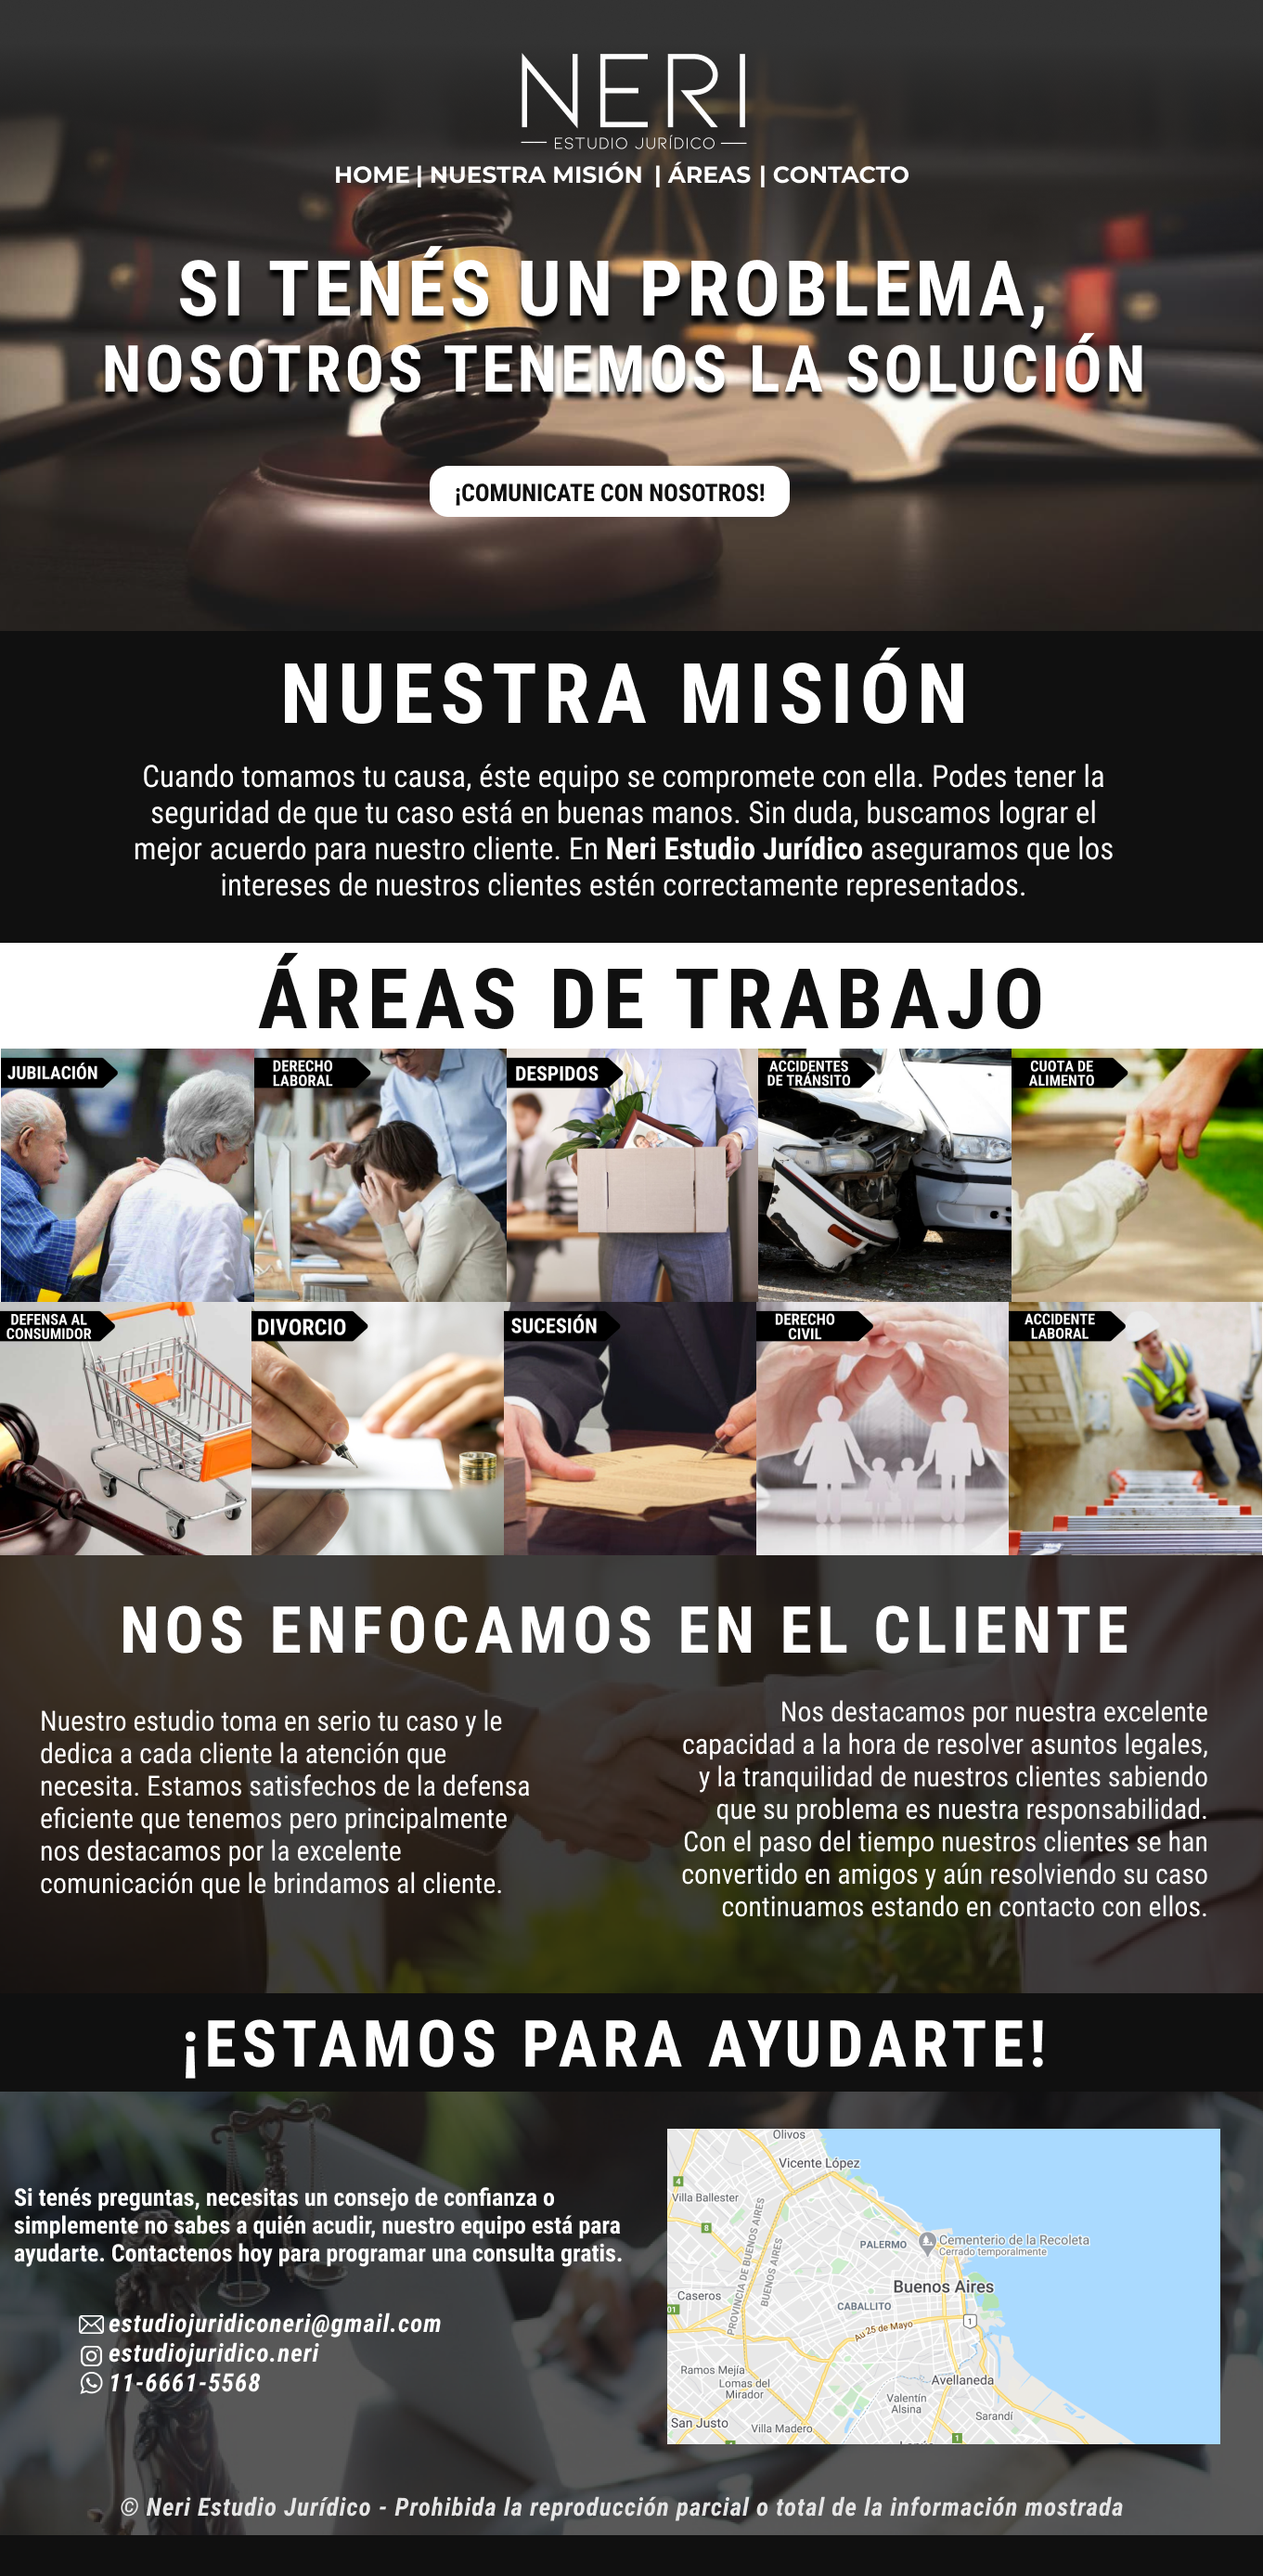 NERI
ESTUDIO JURÍDICO
HOME | NUESTRA MISIÓN | ÁREAS | CONTACTO
SI TENÉS UN PROBLEMA,
NOSOTROS TENEMOS LA SOLUCIÓN
¡COMUNICATE CON NOSOTROS!
NUESTRA MISIÓN
Cuando tomamos tu causa, éste equipo se compromete con ella. Podes tener la
seguridad de que tu caso está en buenas manos. Sin duda, buscamos lograr el
mejor acuerdo para nuestro cliente. En Neri Estudio Jurídico aseguramos que los
intereses de nuestros clientes estén correctamente representados.
ÁREAS DE TRABAJO
JUBILACIÓN
DERECHO
LABORAL
DESPIDOS
ACCIDENTES
DE TRÁNSITO
CUOTA DE
ALIMENTO
DEFENSA AL
CONSUMIDOR
DIVORCIO
SUCESIÓN
DERECHO
CIVIL
ACCIDENTE
LABORAL
NOS ENFOCAMOS EN EL CLIENTE
Nuestro estudio toma en serio tu caso y le
dedica a cada cliente la atención que
necesita. Estamos satisfechos de la defensa
eficiente que tenemos pero principalmente
nos destacamos por la excelente
comunicación que le brindamos al cliente.
Nos destacamos por nuestra excelente
capacidad a la hora de resolver asuntos legales,
y la tranquilidad de nuestros clientes sabiendo
que su problema es nuestra responsabilidad.
Con el paso del tiempo nuestros clientes se han
convertido en amigos y aún resolviendo su caso
continuamos estando en contacto con ellos.
¡ESTAMOS PARA AYUDARTE!
Si tenés preguntas, necesitas un consejo de confianza o
simplemente no sabes a quién acudir, nuestro equipo está para
ayudarte. Contactenos hoy para programar una consulta gratis.
estudiojuridiconeri@gmail.com
estudiojuridico.neri
11-6661-5568
Olivos
Vicente López
4
Villa Ballester
8
PROVINCIA DE BUENOS AIRES
BUENOS AIRES
PALERMO
Cementerio de la Recoleta
Cerrado temporalmente
Buenos Aires
Caseros
CABALLITO
01
1
Au 25 de Mayo
Ramos Mejía
Lomas del
Mirador
Avellaneda
Valentín
Alsina
Sarandí
San Justo
Villa Madero
1
© Neri Estudio Jurídico - Prohibida la reproducción parcial o total de la información mostrada